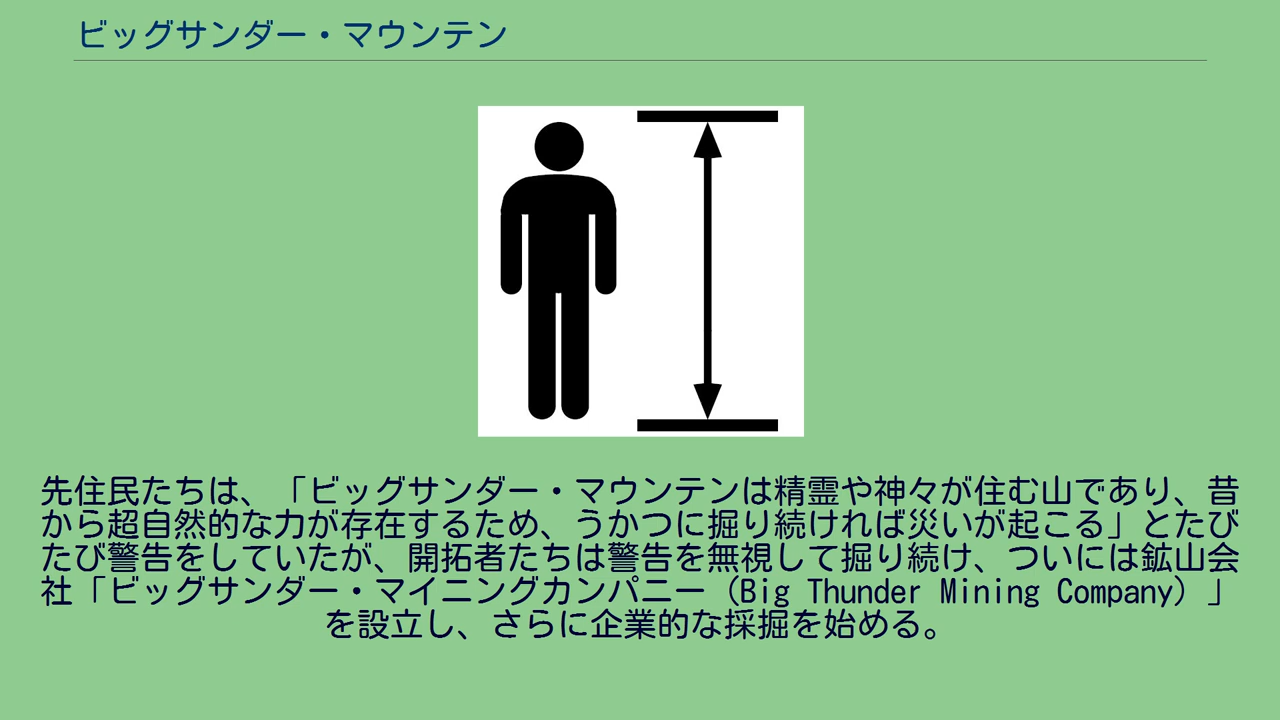 ビッグサンダー・マウンテン
先住民たちは、「ビッグサンダー・マウンテンは精霊や神々が住む山であり、昔
から超自然的な力が存在するため、うかつに掘り続ければ災いが起こる」とたび
たび警告をしていたが、開拓者たちは警告を無視して掘り続け、ついには鉱山会
社「ビッグサンダー・マイニングカンパニー（Big Thunder Mining Company）」
を設立し、さらに企業的な採掘を始める。